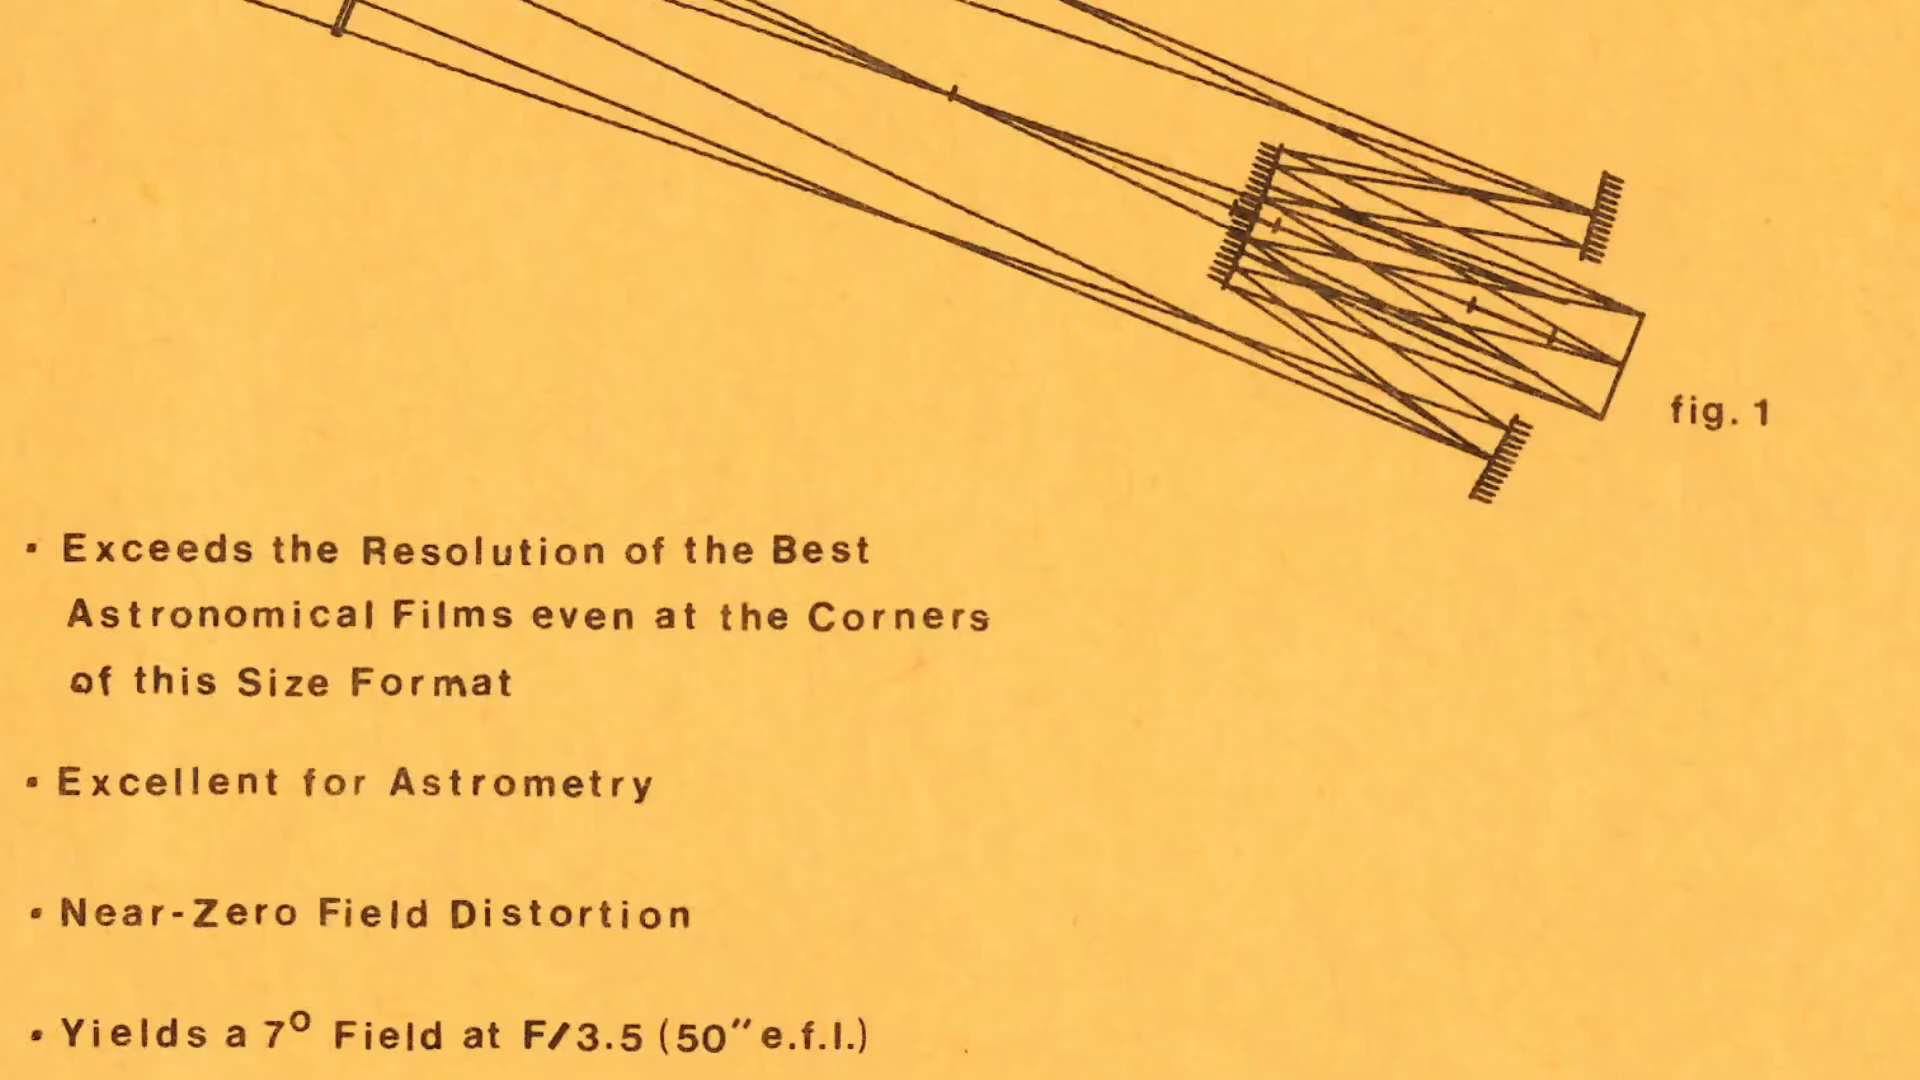 fig. 1
· Exceeds the Resolution of the Best
Astronomical Films even at the Corners
of this Size Format
· Excellent for Astrometry
· Near-Zero Field Distortion
· Yields a 7° Field at F/3.5 (50″ e.f.l.)